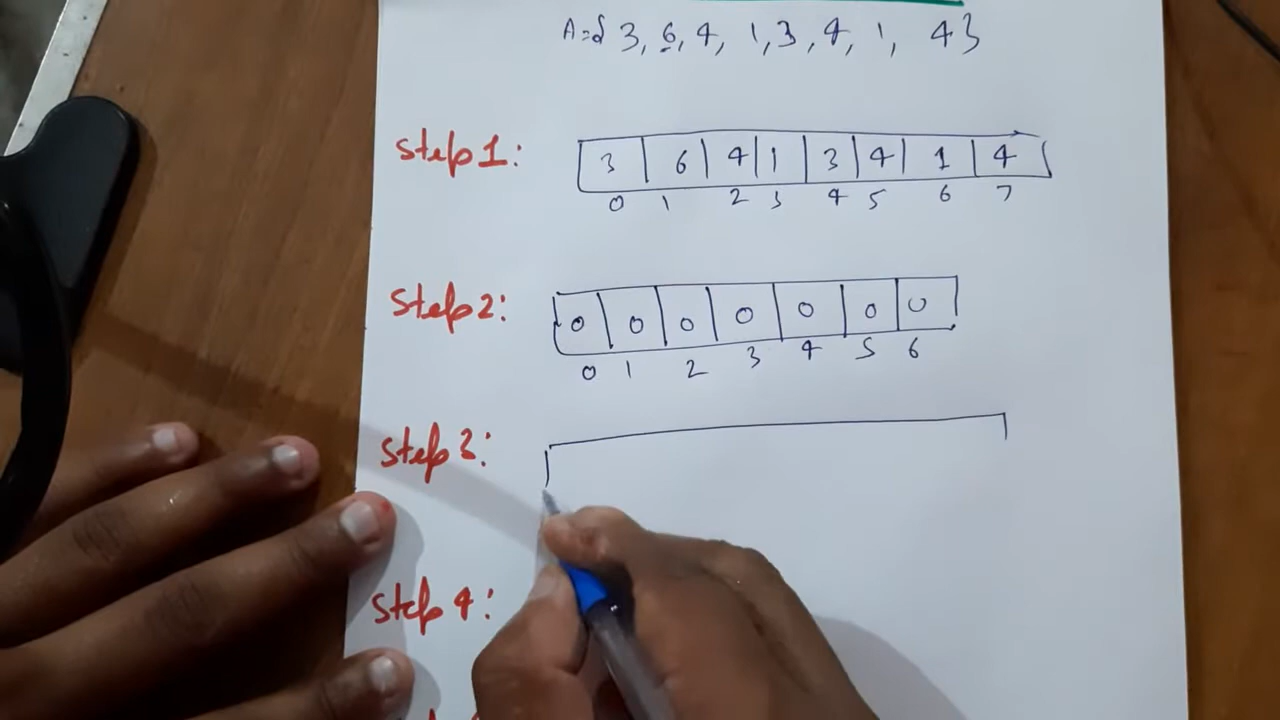 A={ 3, 6, 4, 1, 3, 4, 1, 4}
Step 1: 3 6 4 1 3 4 1 4
0 1 2 3 4 5 6 7
Step 2: 0 0 0 0 0 0 0
0 1 2 3 4 5 6
Step 3:
Step 4: